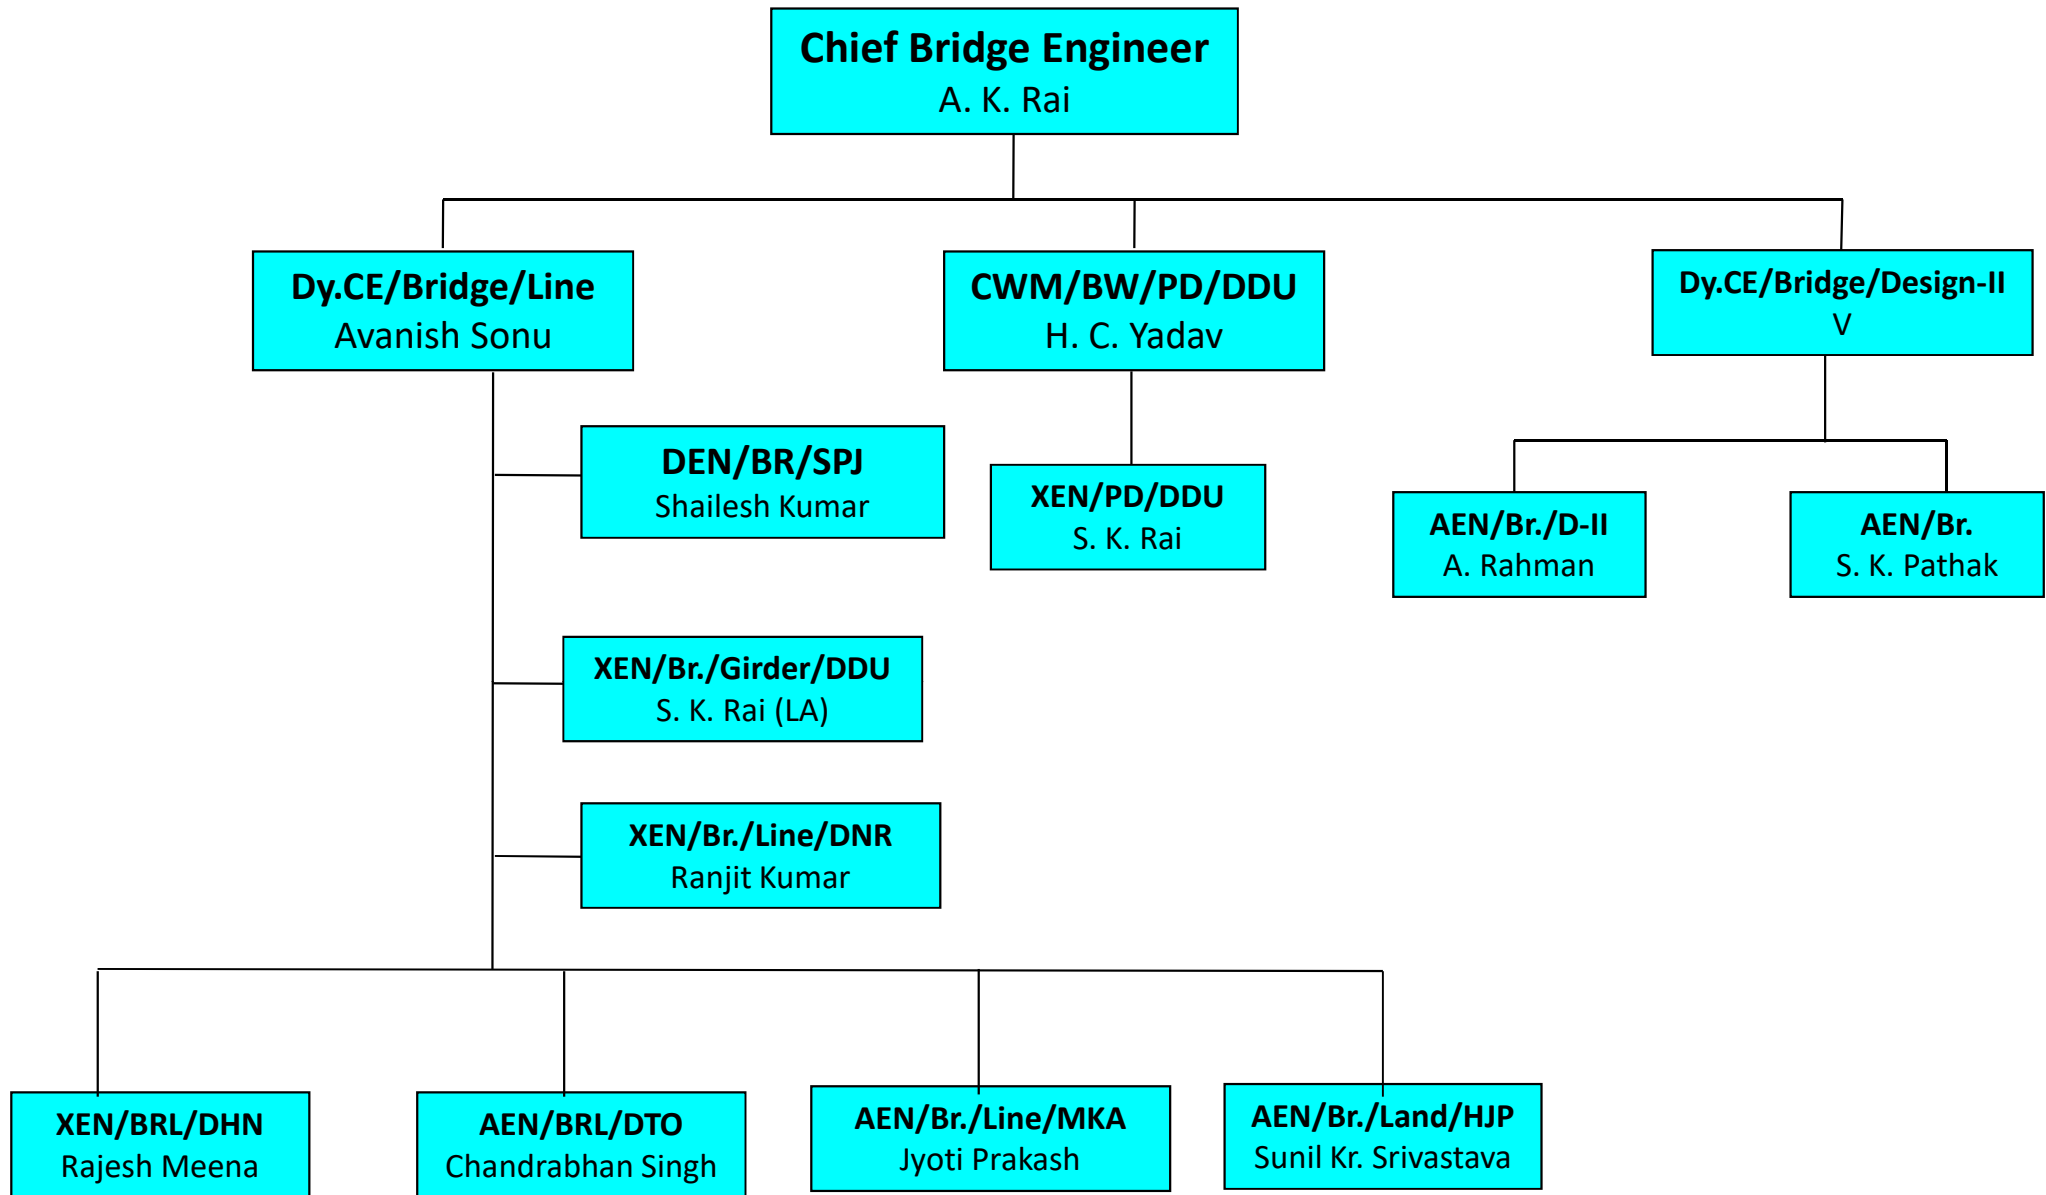 Chief Bridge Engineer
A. K. Rai
Dy.CE/Bridge/Line
Avanish Sonu
CWM/BW/PD/DDU
H. C. Yadav
Dy.CE/Bridge/Design-II
V
DEN/BR/SPJ
Shailesh Kumar
XEN/PD/DDU
S. K. Rai
AEN/Br./D-II
A. Rahman
AEN/Br.
S. K. Pathak
XEN/Br./Girder/DDU
S. K. Rai (LA)
XEN/Br./Line/DNR
Ranjit Kumar
XEN/BRL/DHN
Rajesh Meena
AEN/BRL/DTO
Chandrabhan Singh
AEN/Br./Line/MKA
Jyoti Prakash
AEN/Br./Land/HJP
Sunil Kr. Srivastava